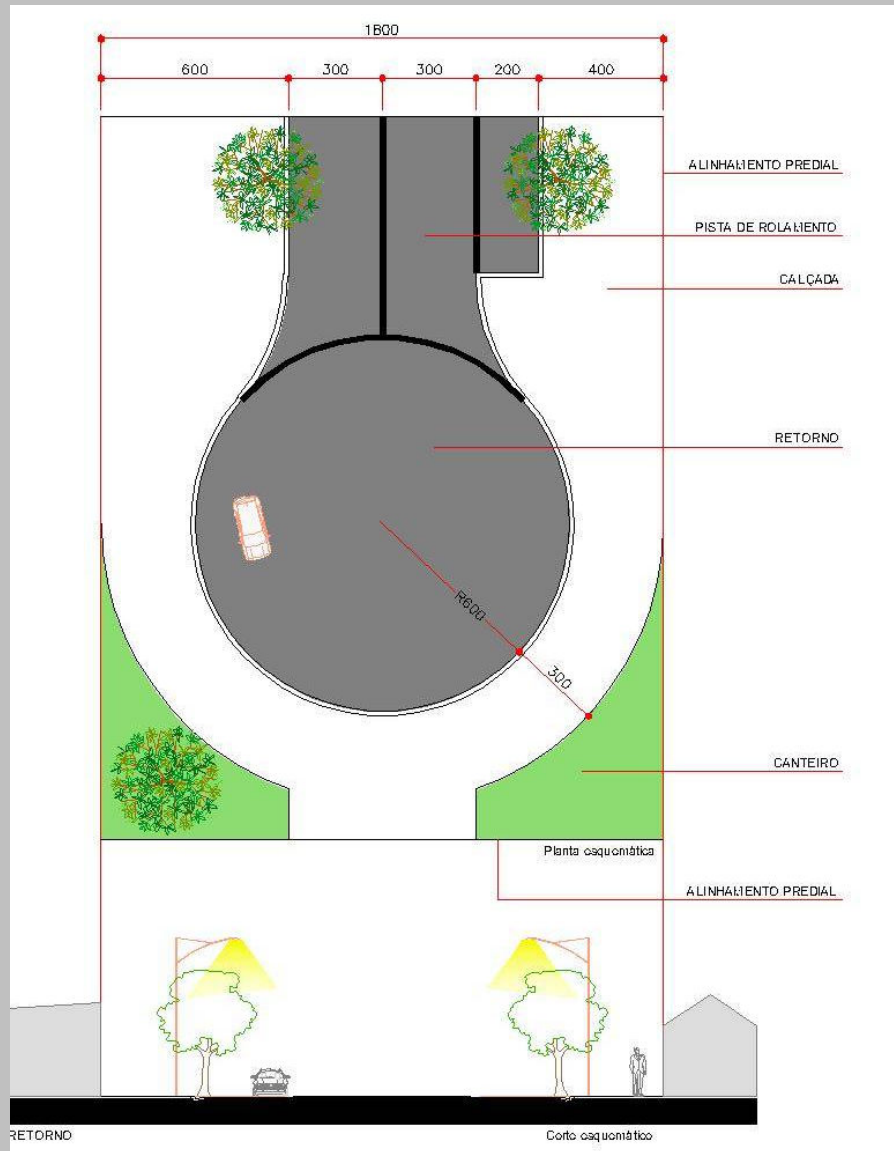 1800
600 300 300 200 400
ALINHAMENTO PREDIAL
PISTA DE ROLAMENTO
CALÇADA
RETORNO
R600
300
CANTEIRO
Planta esquemática
ALINHAMENTO PREDIAL
RETORNO
Corte esquemático